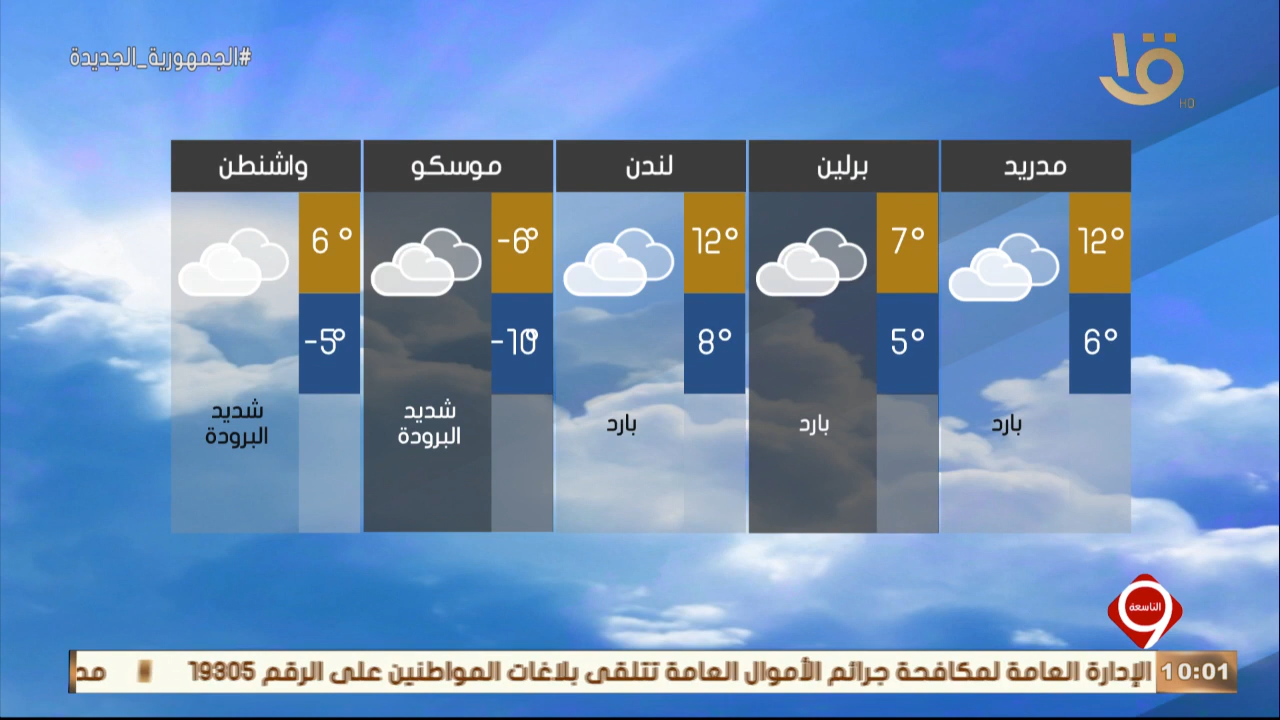 #الجمهورية_الجديدة
HD
مدريد
12°
6°
بارد
برلين
7°
5°
بارد
لندن
12°
8°
بارد
موسكو
-6°
-10°
شديد
البرودة
واشنطن
6°
-5°
شديد
البرودة
التاسعة
9
10:01
الإدارة العامة لمكافحة جرائم الأموال العامة تتلقى بلاغات المواطنين على الرقم 19305